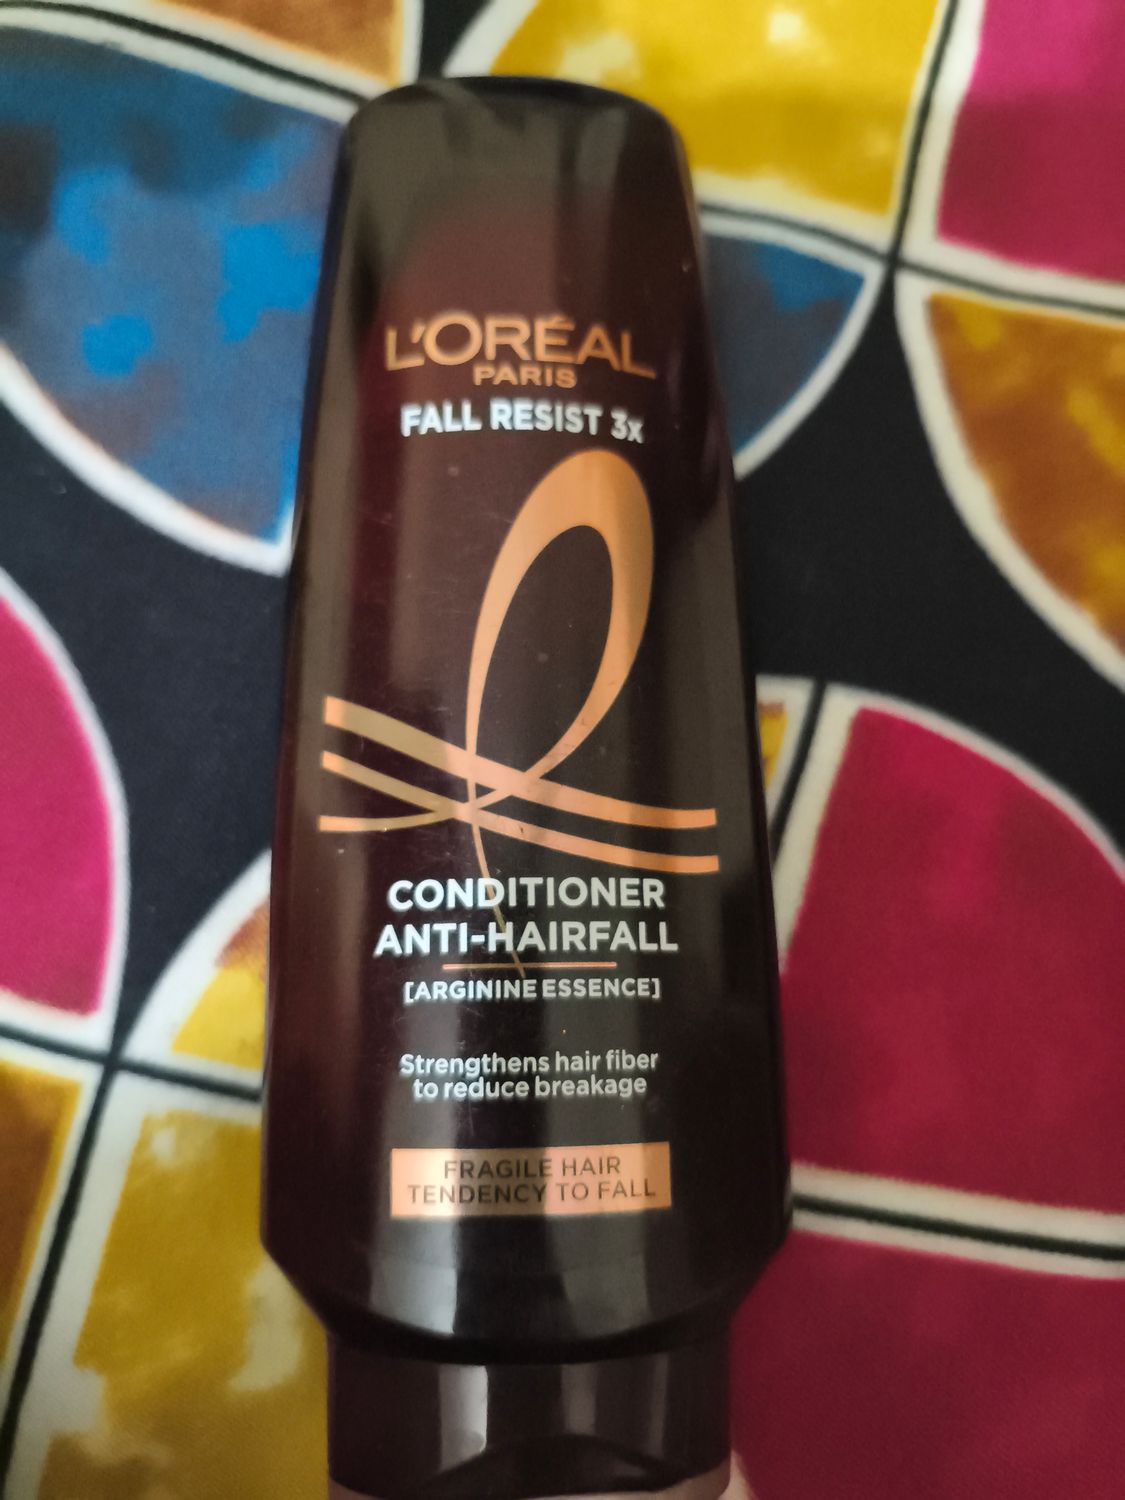 L'ORÉAL
PARIS
FALL RESIST 3x
CONDITIONER
ANTI-HAIRFALL
[ARGININE ESSENCE]
Strengthens hair fiber
to reduce breakage
FRAGILE HAIR
TENDENCY TO FALL